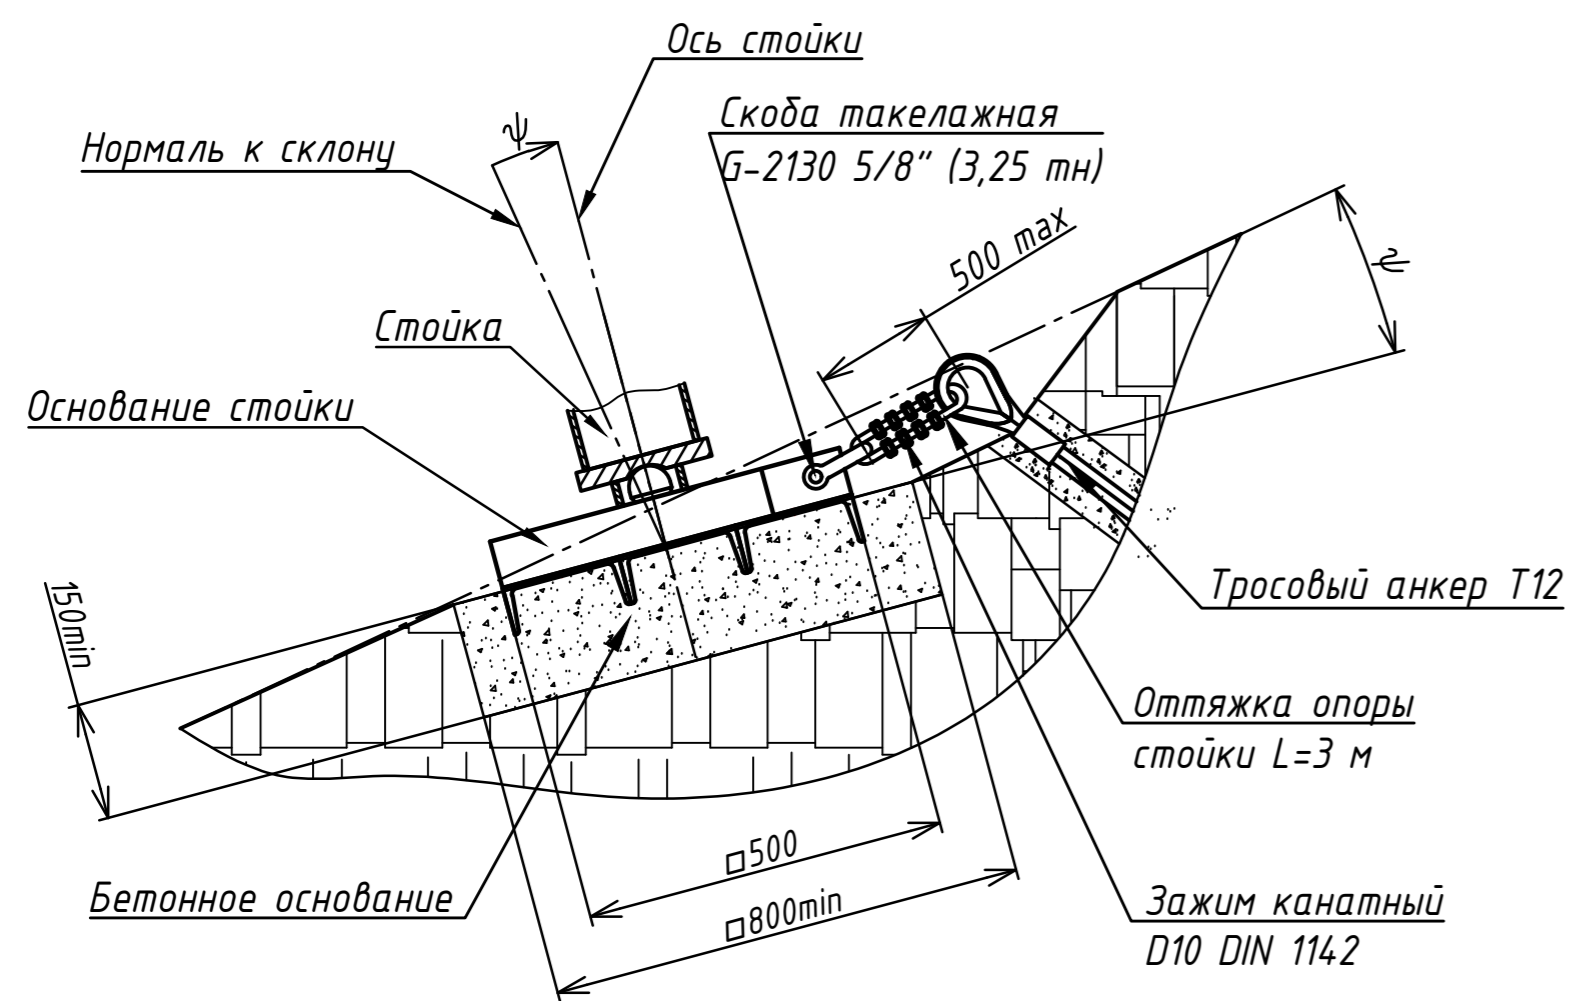 Ось стойки
ψ
Скоба такелажная
G-2130 5/8" (3,25 тн)
Нормаль к склону
500 max
ψ
Стойка
Основание стойки
150min
Тросовый анкер Т12
Оттяжка опоры
стойки L=3 м
□500
Бетонное основание
□800min
Зажим канатный
D10 DIN 1142